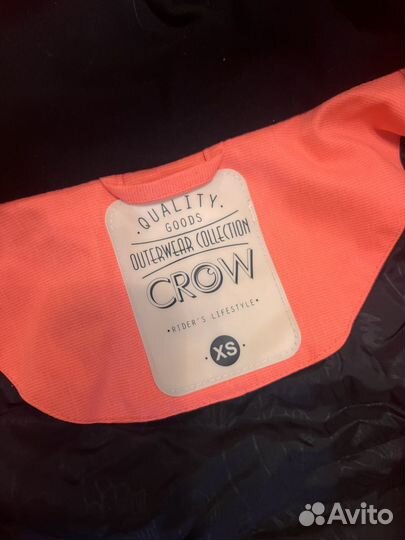 ·QUALITY·
GOODS
OUTERWEAR COLLECTION
CROW
•RIDER'S LIFESTYLE•
XS
Avito